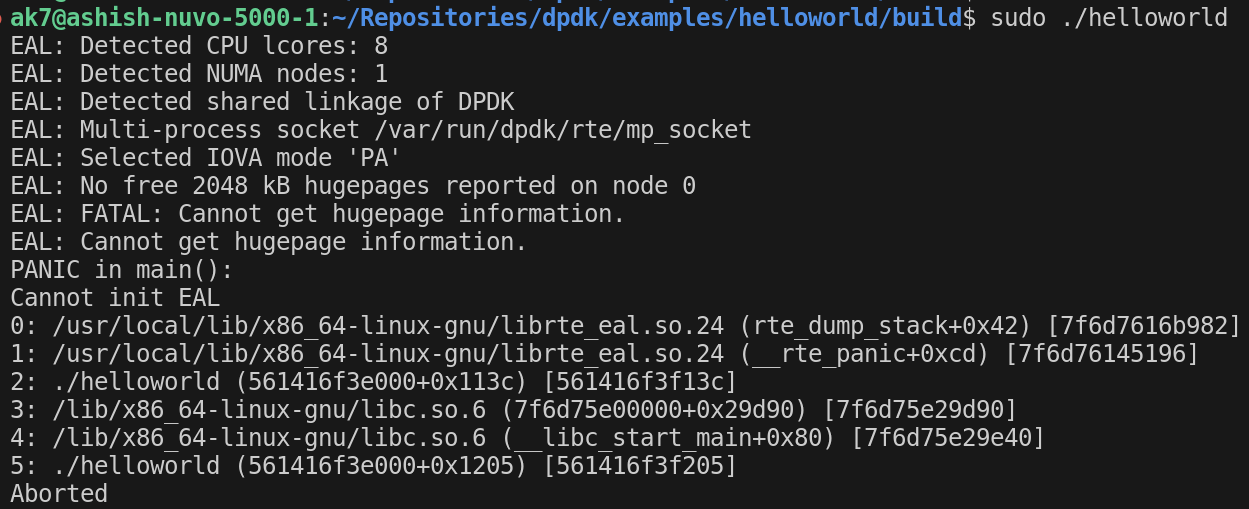 ak7@ashish-nuvo-5000-1:~/Repositories/dpdk/examples/helloworld/build$ sudo ./helloworld
EAL: Detected CPU lcores: 8
EAL: Detected NUMA nodes: 1
EAL: Detected shared linkage of DPDK
EAL: Multi-process socket /var/run/dpdk/rte/mp_socket
EAL: Selected IOVA mode 'PA'
EAL: No free 2048 kB hugepages reported on node 0
EAL: FATAL: Cannot get hugepage information.
EAL: Cannot get hugepage information.
PANIC in main():
Cannot init EAL
0: /usr/local/lib/x86_64-linux-gnu/librte_eal.so.24 (rte_dump_stack+0x42) [7f6d7616b982]
1: /usr/local/lib/x86_64-linux-gnu/librte_eal.so.24 (__rte_panic+0xcd) [7f6d76145196]
2: ./helloworld (561416f3e000+0x113c) [561416f3f13c]
3: /lib/x86_64-linux-gnu/libc.so.6 (7f6d75e00000+0x29d90) [7f6d75e29d90]
4: /lib/x86_64-linux-gnu/libc.so.6 (__libc_start_main+0x80) [7f6d75e29e40]
5: ./helloworld (561416f3e000+0x1205) [561416f3f205]
Aborted